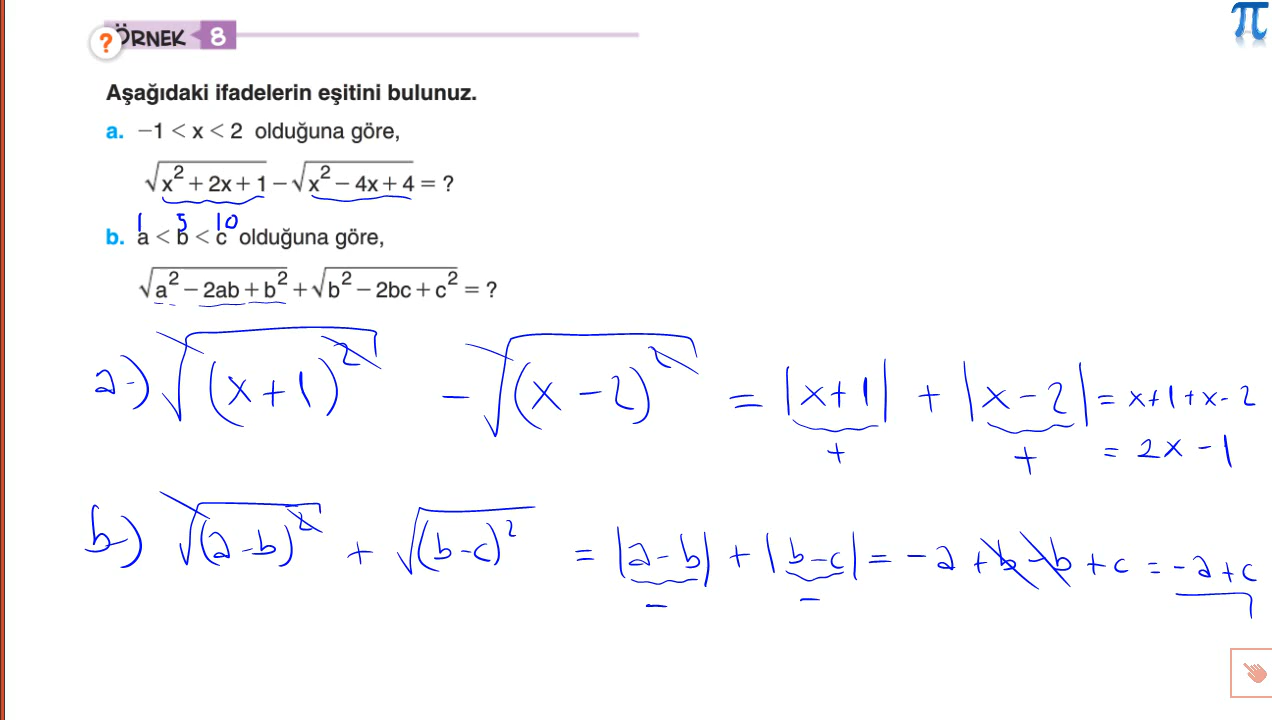 ? ÖRNEK 8
π
Aşağıdaki ifadelerin eşitini bulunuz.
a. −1 < x < 2 olduğuna göre,
√(x² + 2x + 1) − √(x² − 4x + 4) = ?
1 5 10
b. a < b < c olduğuna göre,
√(a² − 2ab + b²) + √(b² − 2bc + c²) = ?
a-) √(x+1)² − √(x−2)² = |x+1| + |x−2| = x+1+x-2
+ + = 2x −1
b) √(a-b)² + √(b-c)² = |a−b| + |b−c| = −a +b −b +c = −a+c
− −